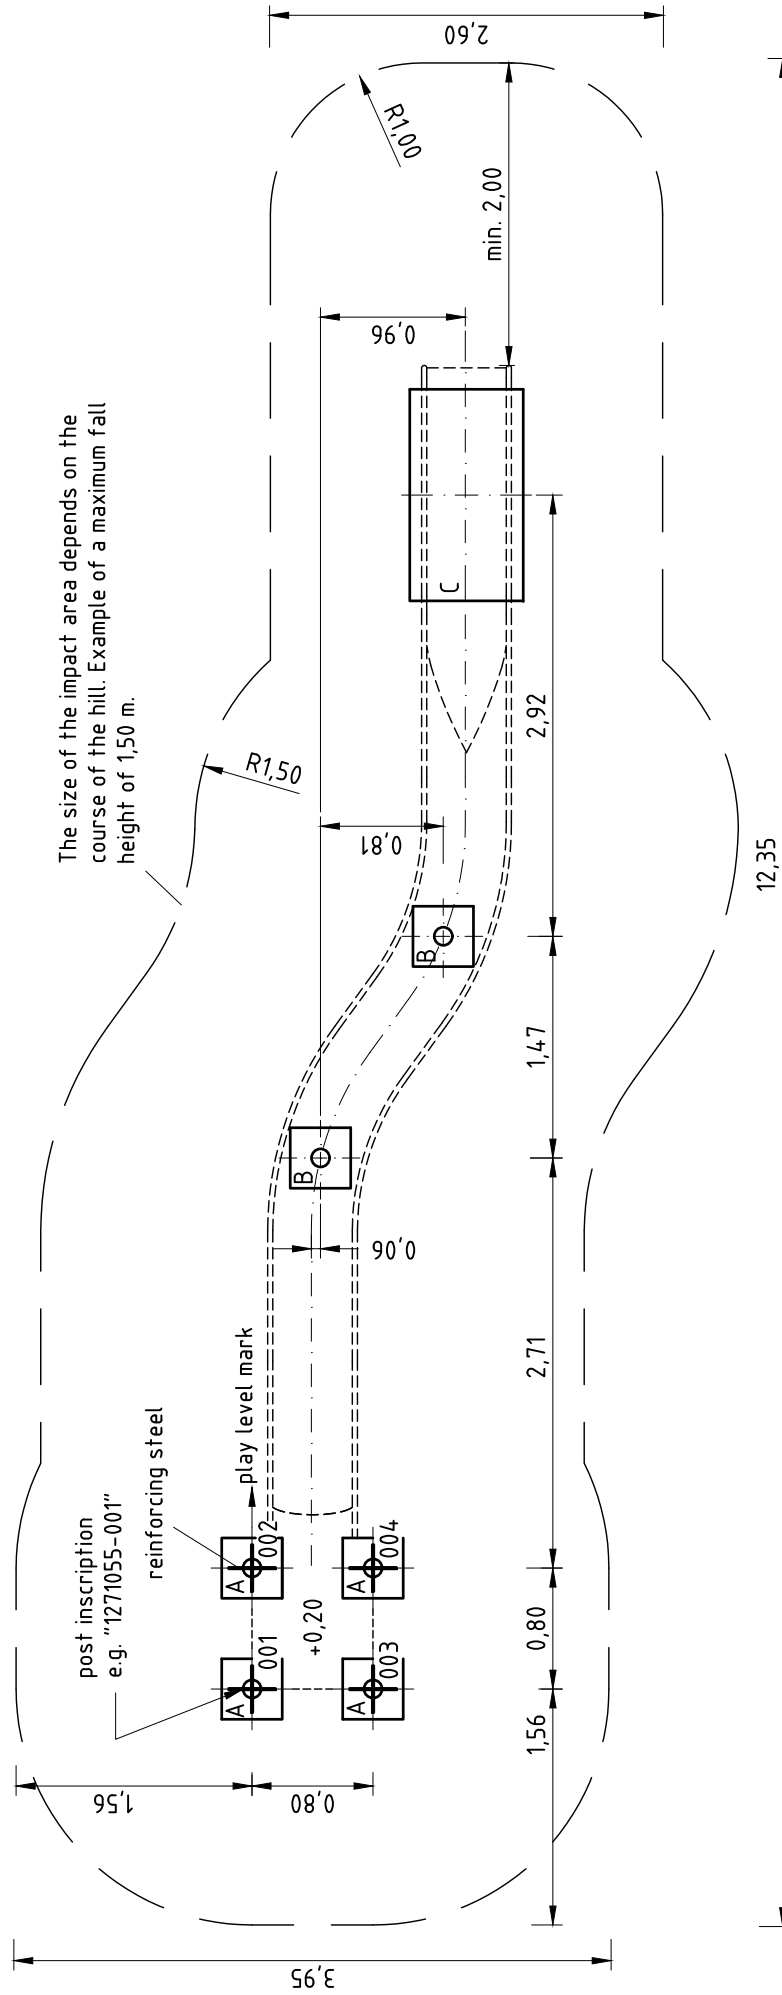 The size of the impact area depends on the
course of the hill. Example of a maximum fall
height of 1,50 m.
post inscription
e.g. "1271055-001"
reinforcing steel
play level mark
3,95
1,56
0,80
A
001
A
002
A
003
A
004
+0,20
0,06
B
B
0,81
R1,50
C
0,96
R1,00
min. 2,00
2,60
1,56
0,80
2,71
1,47
2,92
12,35